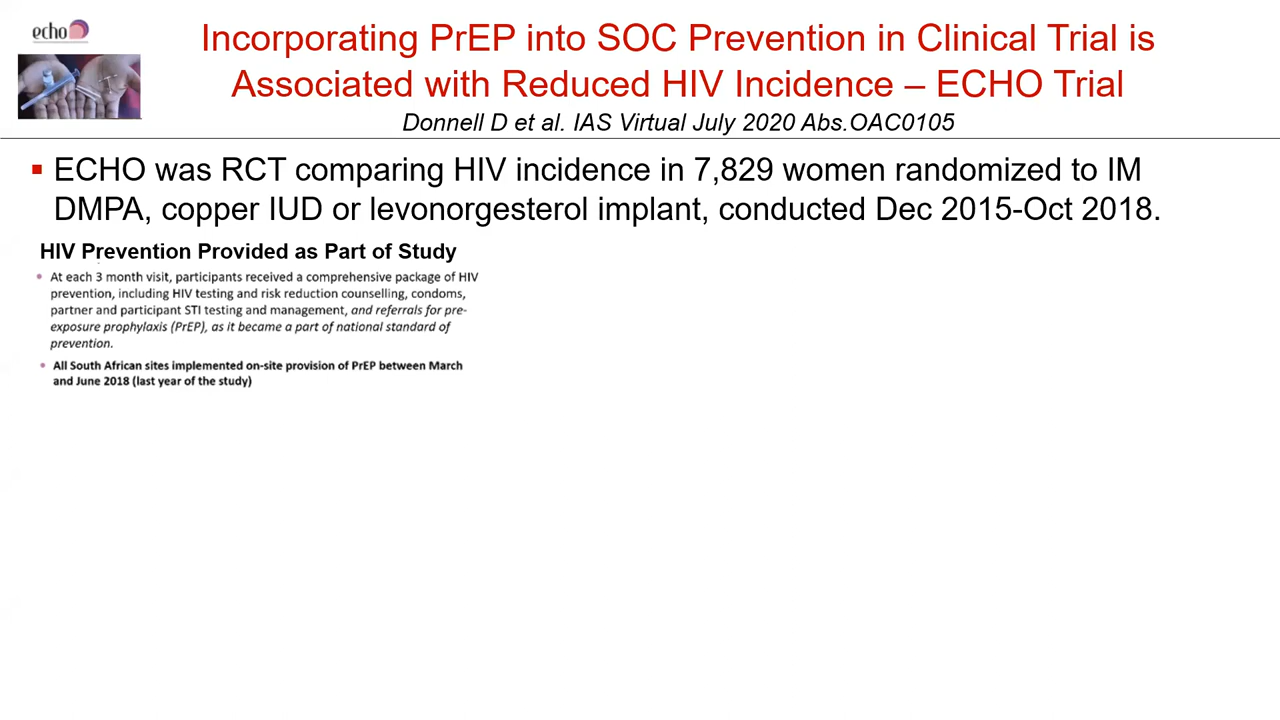 echo
Incorporating PrEP into SOC Prevention in Clinical Trial is
Associated with Reduced HIV Incidence – ECHO Trial
Donnell D et al. IAS Virtual July 2020 Abs.OAC0105
▪ ECHO was RCT comparing HIV incidence in 7,829 women randomized to IM
DMPA, copper IUD or levonorgesterol implant, conducted Dec 2015-Oct 2018.
HIV Prevention Provided as Part of Study
• At each 3 month visit, participants received a comprehensive package of HIV
prevention, including HIV testing and risk reduction counselling, condoms,
partner and participant STI testing and management, and referrals for pre-
exposure prophylaxis (PrEP), as it became a part of national standard of
prevention.
• All South African sites implemented on-site provision of PrEP between March
and June 2018 (last year of the study)